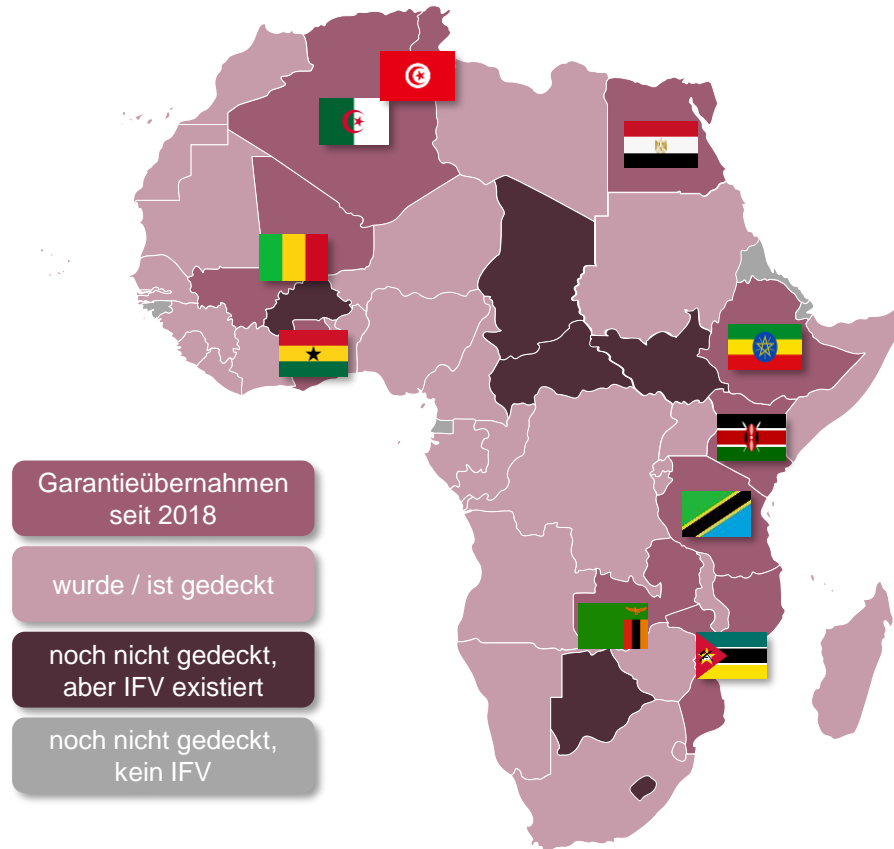 Garantieübernahmen
seit 2018
wurde / ist gedeckt
noch nicht gedeckt,
aber IFV existiert
noch nicht gedeckt,
kein IFV